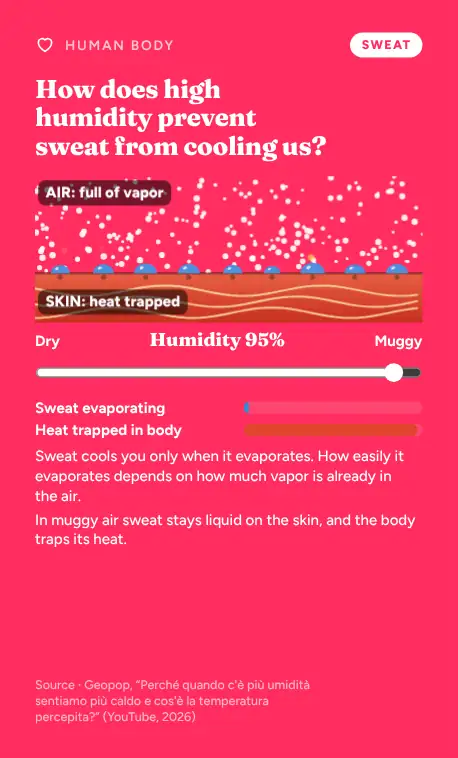 HUMAN BODY
SWEAT
How does high
humidity prevent
sweat from cooling us?
AIR: full of vapor
SKIN: heat trapped
Dry
Humidity 95%
Muggy
Sweat evaporating
Heat trapped in body
Sweat cools you only when it evaporates. How easily it
evaporates depends on how much vapor is already in
the air.
In muggy air sweat stays liquid on the skin, and the body
traps its heat.
Source · Geopop, “Perché quando c'è più umidità
sentiamo più caldo e cos'è la temperatura
percepita?” (YouTube, 2026)